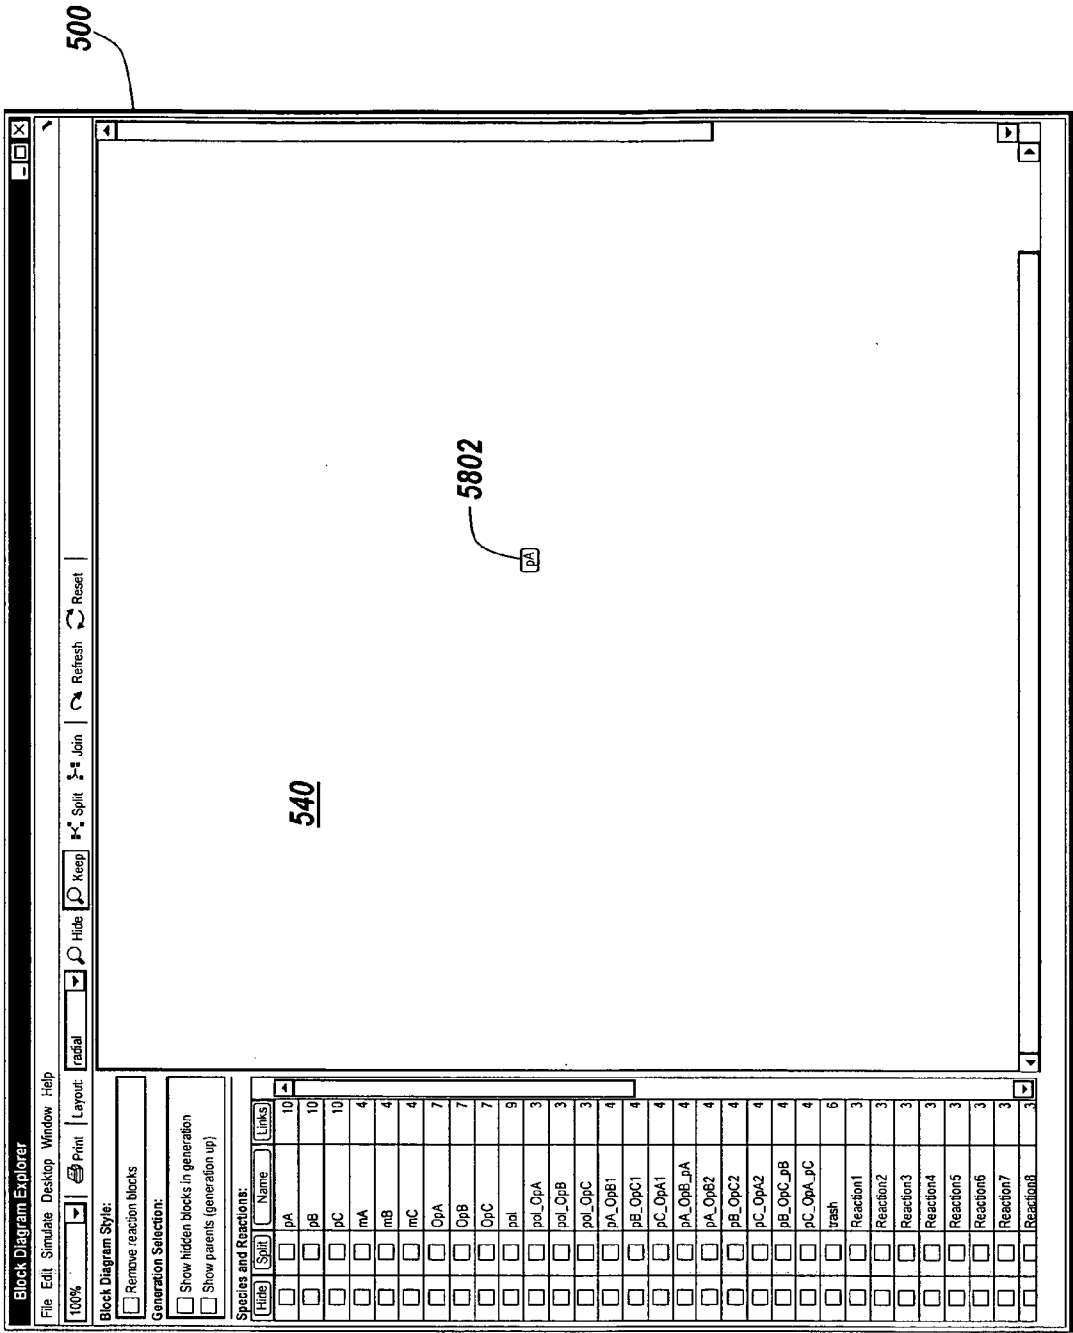 500
Block Diagram Explorer
File Edit Simulate Desktop Window Help
100% Print Layout: radial Hide Keep Split Join Refresh Reset
Block Diagram Style:
Remove reaction blocks
Generation Selection:
Show hidden blocks in generation
Show parents (generation up)
Species and Reactions:
Hide Split Name Links
pA 10
pB 10
pC 10
mA 4
mB 4
mC 4
OpA 7
OpB 7
OpC 7
pol 9
pol_OpA 3
pol_OpB 3
pol_OpC 3
pA_OpB1 4
pB_OpC1 4
pC_OpA1 4
pA_OpB_pA 4
pA_OpB2 4
pB_OpC2 4
pC_OpA2 4
pB_OpC_pB 4
pC_OpA_pC 4
trash 6
Reaction1 3
Reaction2 3
Reaction3 3
Reaction4 3
Reaction5 3
Reaction6 3
Reaction7 3
Reaction8 3
540
5802
pA